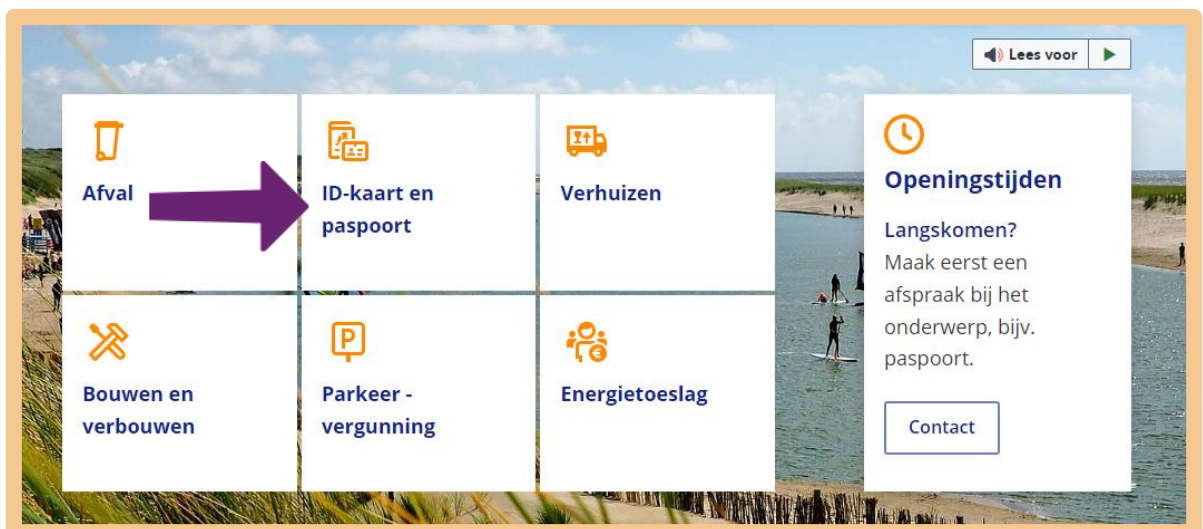 Lees voor
Afval
ID-kaart en
paspoort
Verhuizen
Openingstijden
Langskomen?
Maak eerst een
afspraak bij het
onderwerp, bijv.
paspoort.
Contact
Bouwen en
verbouwen
P
Parkeer -
vergunning
€
Energietoeslag